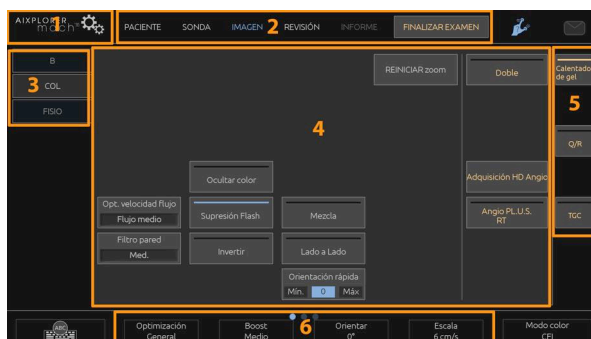 AIXPLORER
mach
1
PACIENTE SONDA IMAGEN 2 REVISIÓN INFORME FINALIZAR EXAMEN
B
3 COL
FISIO
REINICIAR zoom
Doble
Calentado
de gel
4
5
Q/R
Ocultar color
Adquisición HD Angio
Opt. velocidad flujo
Flujo medio
Supresión Flash
Mezcla
Angio PL.U.S.
RT
TGC
Filtro pared
Med.
Invertir
Lado a Lado
Orientación rápida
Mín. 0 Máx
ABC
Optimización
General
Boost
Medio
6
Orientar
0°
Escala
6 cm/s
Modo color
CFI